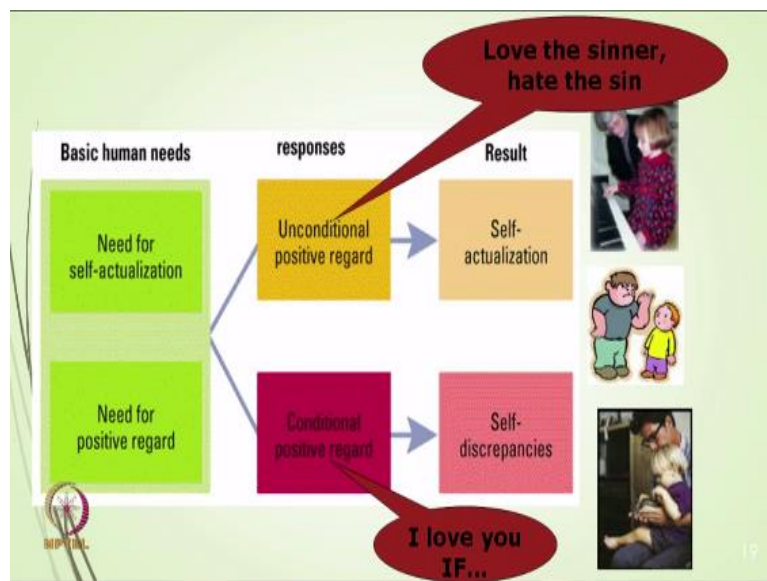 Love the sinner,
hate the sin
Basic human needs
responses
Result
Need for
self-actualization
Unconditional
positive regard
Self-
actualization
Need for
positive regard
Conditional
positive regard
Self-
discrepancies
I love you
IF...
19